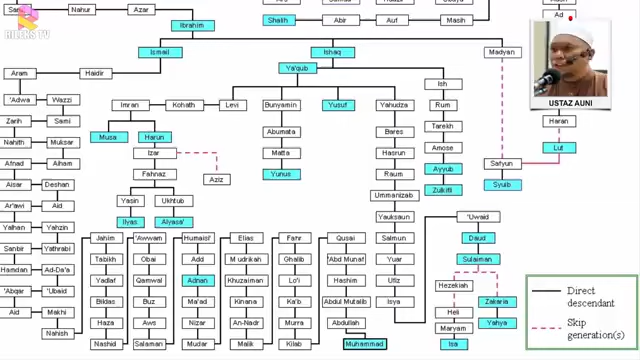 Nahur
Azar
Ibrahim
Shalih
Abir
Auf
Masih
RILEKS TV
Ismail
Ishaq
Madyan
Ya'qub
USTAZ AUNI
Aram
Haidir
Ish
'Adwa
Wazzi
Imran
Kohath
Levi
Bunyamin
Yusuf
Yahudza
Rum
Haran
Zarih
Sami
Tarekh
Musa
Harun
Abumata
Bares
Nahith
Muksar
Amose
Lut
Izar
Matta
Hasrun
Afnad
Aiham
Ayyub
Safyun
Aisar
Deshan
Fahnaz
Aziz
Yunus
Raum
Zulkifli
Syuib
Ar'awi
Aid
Yasin
Ukhtub
Ummanizab
Yalhan
Yahzin
Ilyas
Alyasa'
Yauksaun
'Uwaid
Sanbir
Yathrabi
Jahim
'Awwam
Humaisi'
Elias
Fahr
Qusai
Salmun
Daud
Hamdan
Ad-Da'a
Tabikh
Obai
Add
Mudrikah
Ghalib
'Abd Munaf
Yuar
Sulaiman
'Abqar
'Ubaid
Yadlaf
Qamwal
Adnan
Khuzaiman
Lo'i
Hashim
Ufiz
Hezekiah
Aid
Makhi
Bildas
Buz
Ma'ad
Kinana
Ka'b
Abdul Mutalib
Isya
Zakaria
Nahish
Haza
Aws
Nizar
An-Nadr
Murra
Abdullah
Heli
Yahya
Nashid
Salaman
Mudar
Malik
Kilab
Muhammad
Maryam
Isa
Direct
descendant
Skip
generation(s)